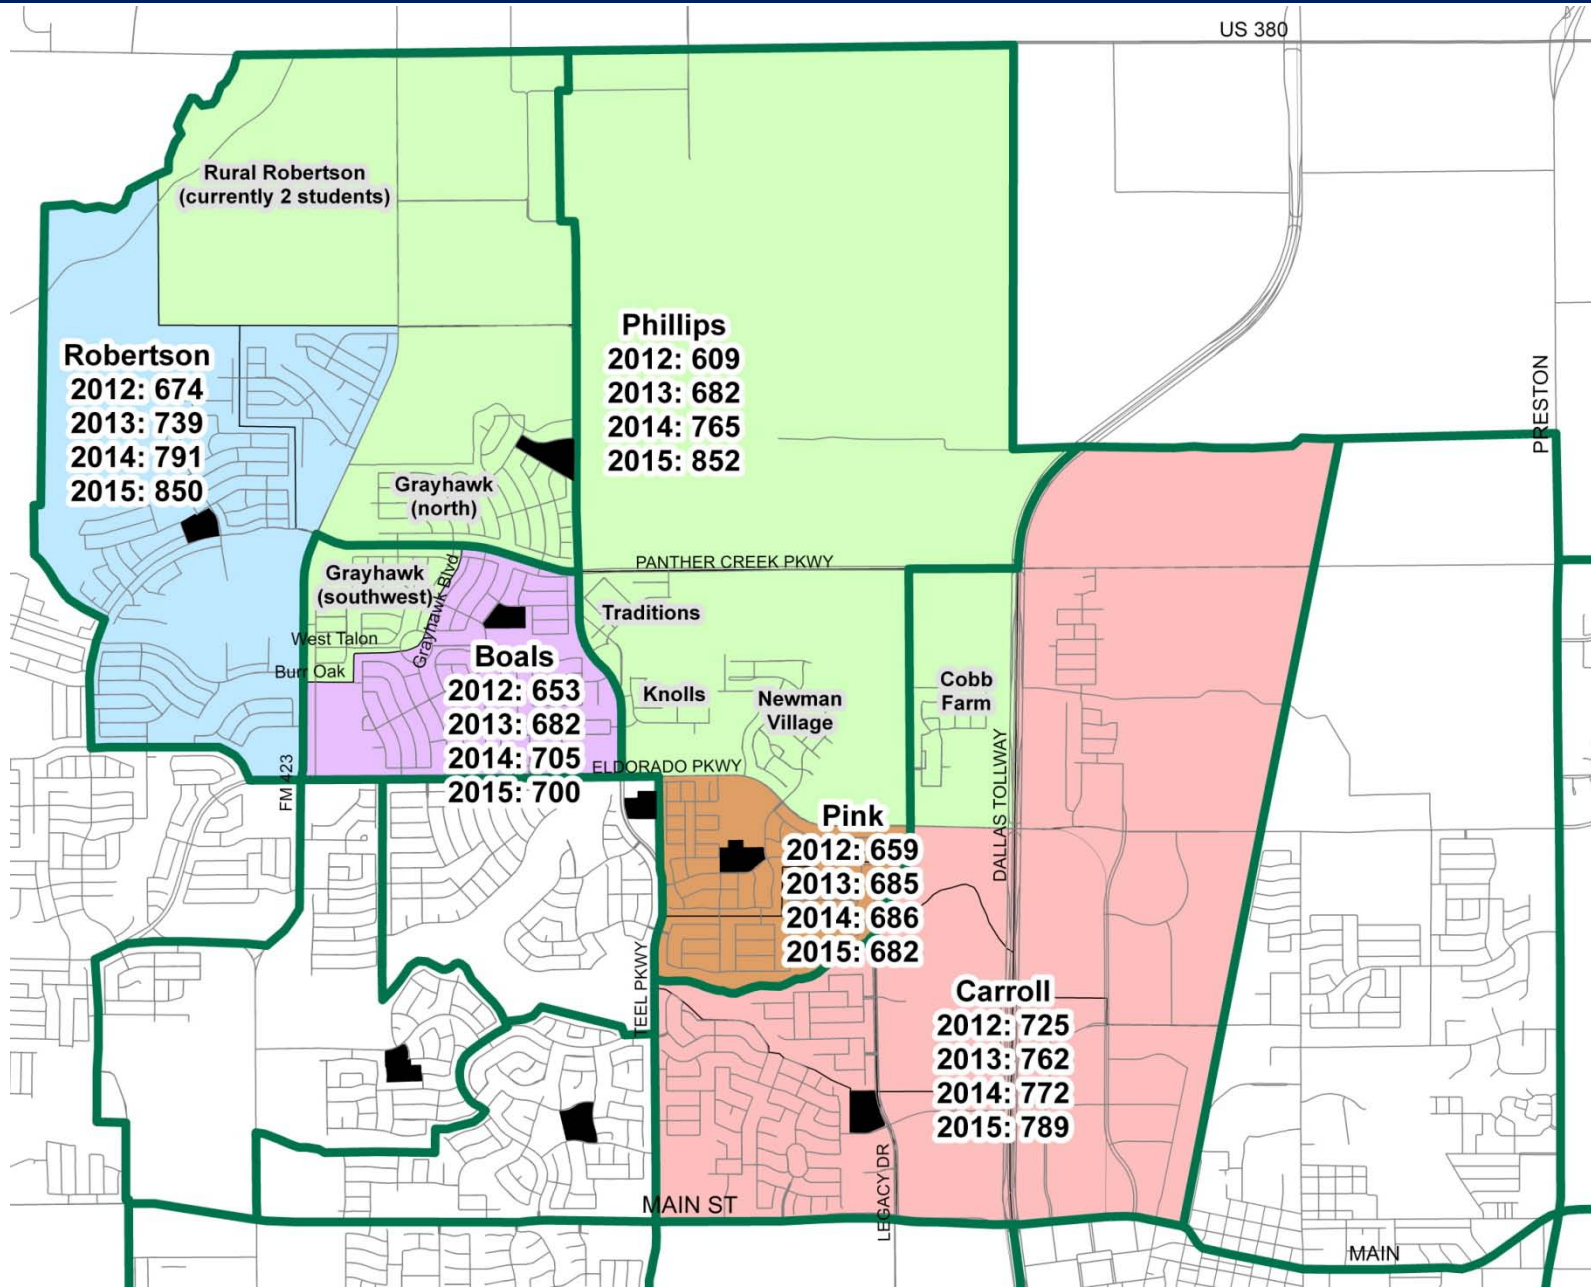 US 380
Rural Robertson
(currently 2 students)
Phillips
2012: 609
2013: 682
2014: 765
2015: 852
Robertson
2012: 674
2013: 739
2014: 791
2015: 850
PRESTON
Grayhawk
(north)
PANTHER CREEK PKWY
Grayhawk
(southwest)
Grayhawk Blvd
Traditions
West Talon
Burr Oak
Boals
2012: 653
2013: 682
2014: 705
2015: 700
Knolls
Newman
Village
Cobb
Farm
FM 423
ELDORADO PKWY
DALLAS TOLLWAY
Pink
2012: 659
2013: 685
2014: 686
2015: 682
TEEL PKWY
Carroll
2012: 725
2013: 762
2014: 772
2015: 789
LEGACY DR
MAIN ST
MAIN